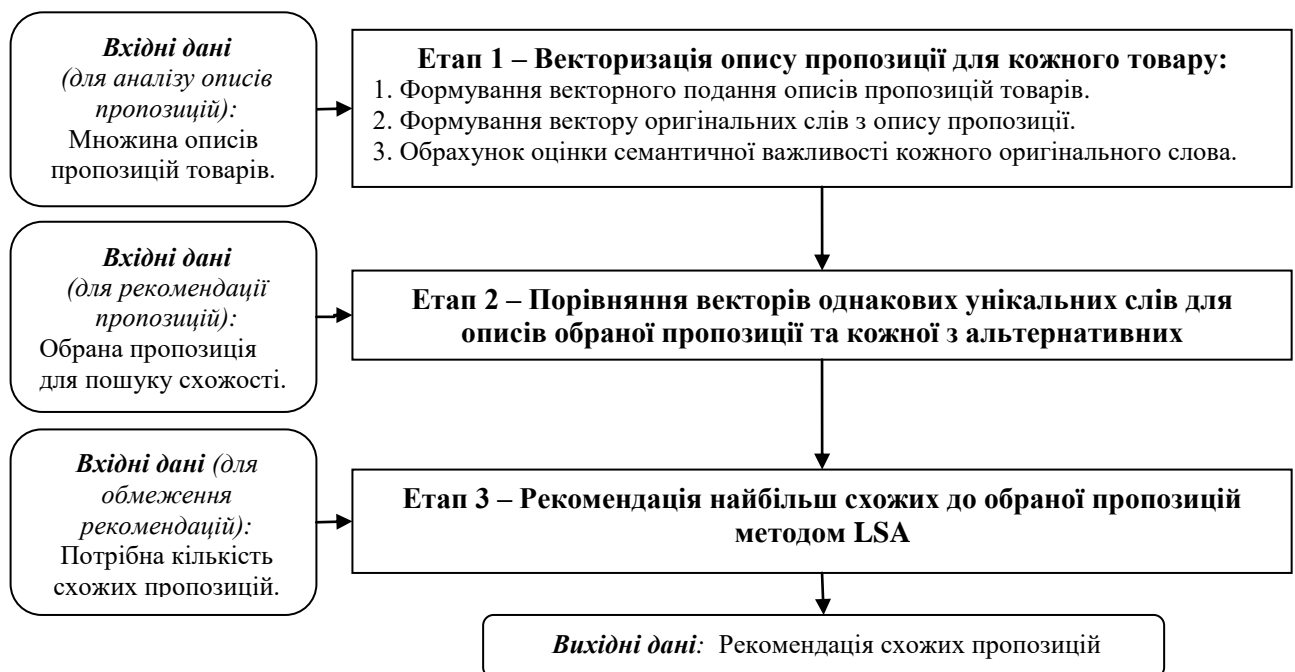 Вхідні дані
(для аналізу описів
пропозицій):
Множина описів
пропозицій товарів.
Етап 1 – Векторизація опису пропозиції для кожного товару:
1. Формування векторного подання описів пропозицій товарів.
2. Формування вектору оригінальних слів з опису пропозиції.
3. Обрахунок оцінки семантичної важливості кожного оригінального слова.
Вхідні дані
(для рекомендації
пропозицій):
Обрана пропозиція
для пошуку схожості.
Етап 2 – Порівняння векторів однакових унікальних слів для
описів обраної пропозиції та кожної з альтернативних
Вхідні дані (для
обмеження
рекомендацій):
Потрібна кількість
схожих пропозицій.
Етап 3 – Рекомендація найбільш схожих до обраної пропозицій
методом LSA
Вихідні дані: Рекомендація схожих пропозицій